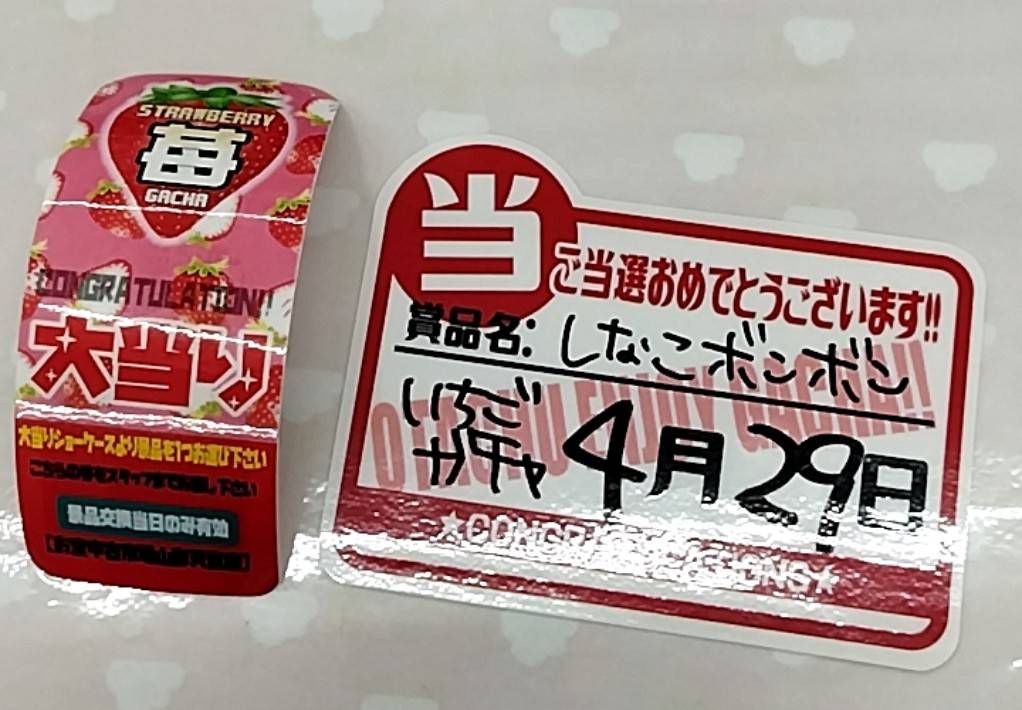 STRAWBERRY
苺
GACHA
CONGRATULATION!!
大当り
大当りショーケースより景品を1つお選び下さい
こちらの券をスタッフまでお渡し下さい
景品交換当日のみ有効
当
ご当選おめでとうございます!!
賞品名: しなこボンボン
いちご
ガチャ
4月29日